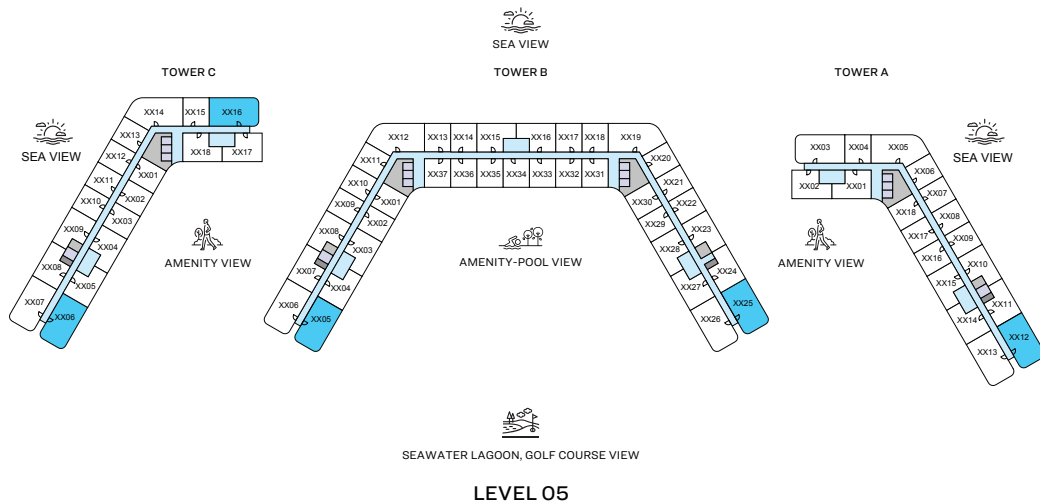 SEA VIEW
TOWER C
TOWER B
TOWER A
SEA VIEW
SEA VIEW
AMENITY VIEW
AMENITY-POOL VIEW
AMENITY VIEW
XX14
XX15
XX16
XX13
XX18
XX17
XX12
XX01
XX11
XX02
XX10
XX03
XX09
XX04
XX08
XX05
XX07
XX06
XX12
XX13
XX14
XX15
XX16
XX17
XX18
XX19
XX11
XX37
XX36
XX35
XX34
XX33
XX32
XX31
XX20
XX10
XX01
XX30
XX21
XX09
XX29
XX22
XX08
XX03
XX28
XX23
XX07
XX04
XX27
XX24
XX06
XX05
XX26
XX25
XX03
XX04
XX05
XX02
XX01
XX06
XX07
XX18
XX08
XX17
XX09
XX16
XX10
XX15
XX11
XX14
XX12
XX13
SEAWATER LAGOON, GOLF COURSE VIEW
LEVEL 05